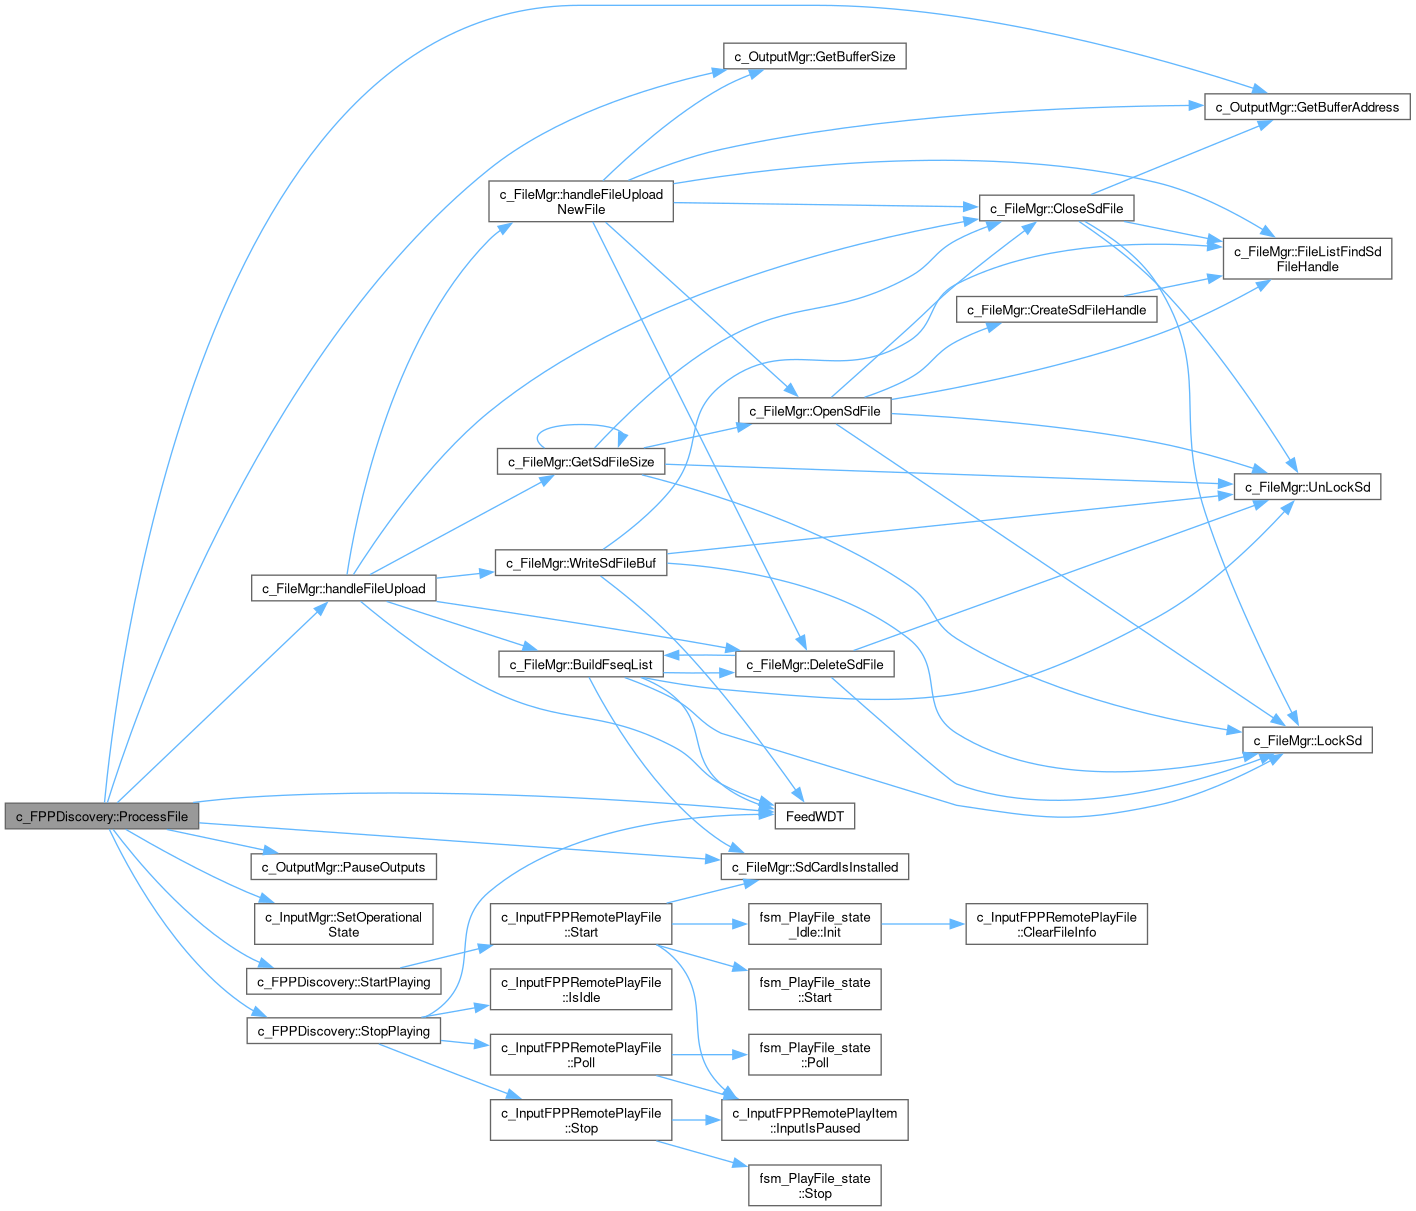 c_OutputMgr::GetBufferSize
c_OutputMgr::GetBufferAddress
c_FileMgr::handleFileUpload
NewFile
c_FileMgr::CloseSdFile
c_FileMgr::FileListFindSd
FileHandle
c_FileMgr::CreateSdFileHandle
c_FileMgr::OpenSdFile
c_FileMgr::GetSdFileSize
c_FileMgr::UnLockSd
c_FileMgr::WriteSdFileBuf
c_FileMgr::handleFileUpload
c_FileMgr::BuildFseqList
c_FileMgr::DeleteSdFile
c_FileMgr::LockSd
c_FPPDiscovery::ProcessFile
FeedWDT
c_OutputMgr::PauseOutputs
c_FileMgr::SdCardIsInstalled
c_InputMgr::SetOperational
State
c_InputFPPRemotePlayFile
::Start
fsm_PlayFile_state
_Idle::Init
c_InputFPPRemotePlayFile
::ClearFileInfo
c_FPPDiscovery::StartPlaying
c_InputFPPRemotePlayFile
::IsIdle
fsm_PlayFile_state
::Start
c_FPPDiscovery::StopPlaying
c_InputFPPRemotePlayFile
::Poll
fsm_PlayFile_state
::Poll
c_InputFPPRemotePlayFile
::Stop
c_InputFPPRemotePlayItem
::InputIsPaused
fsm_PlayFile_state
::Stop